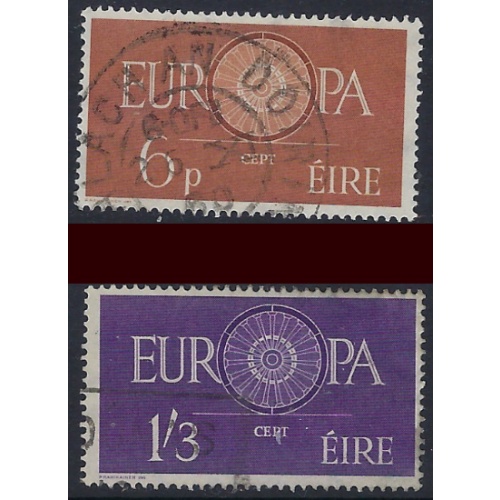 EUROPA
CEPT
6p ÉIRE
EUROPA
1/3 CEPT ÉIRE